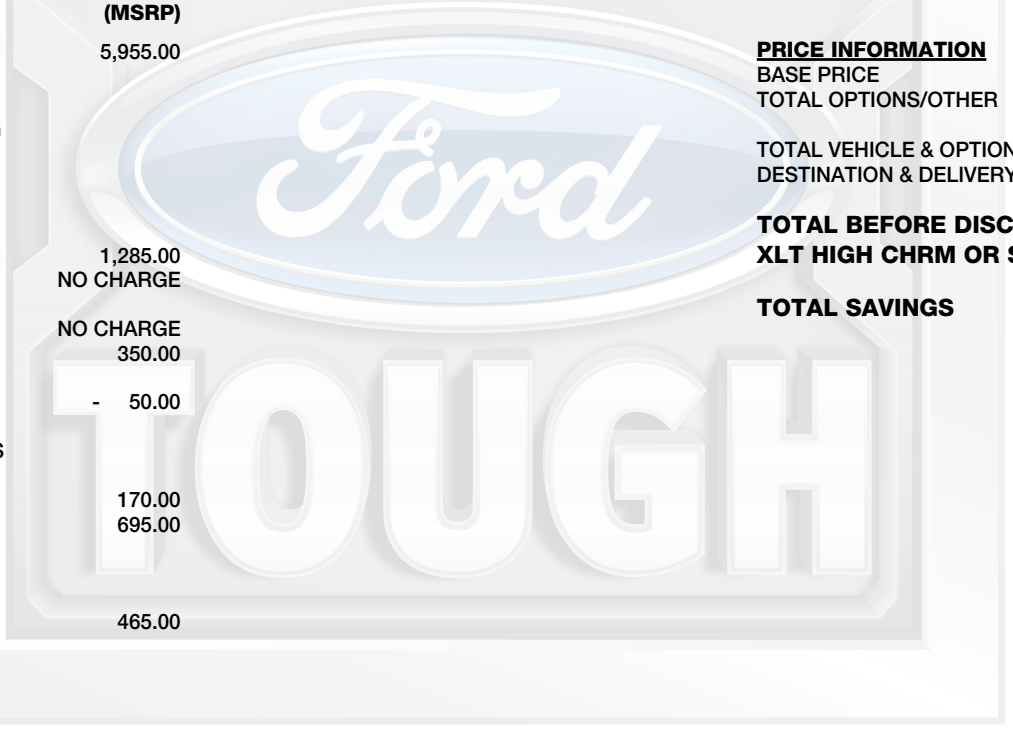 (MSRP)
5,955.00
1,285.00
NO CHARGE
NO CHARGE
350.00
- 50.00
170.00
695.00
465.00
PRICE INFORMATION
BASE PRICE
TOTAL OPTIONS/OTHER
TOTAL VEHICLE & OPTION
DESTINATION & DELIVERY
TOTAL BEFORE DISC
XLT HIGH CHRM OR S
TOTAL SAVINGS
Ford
TOUGH